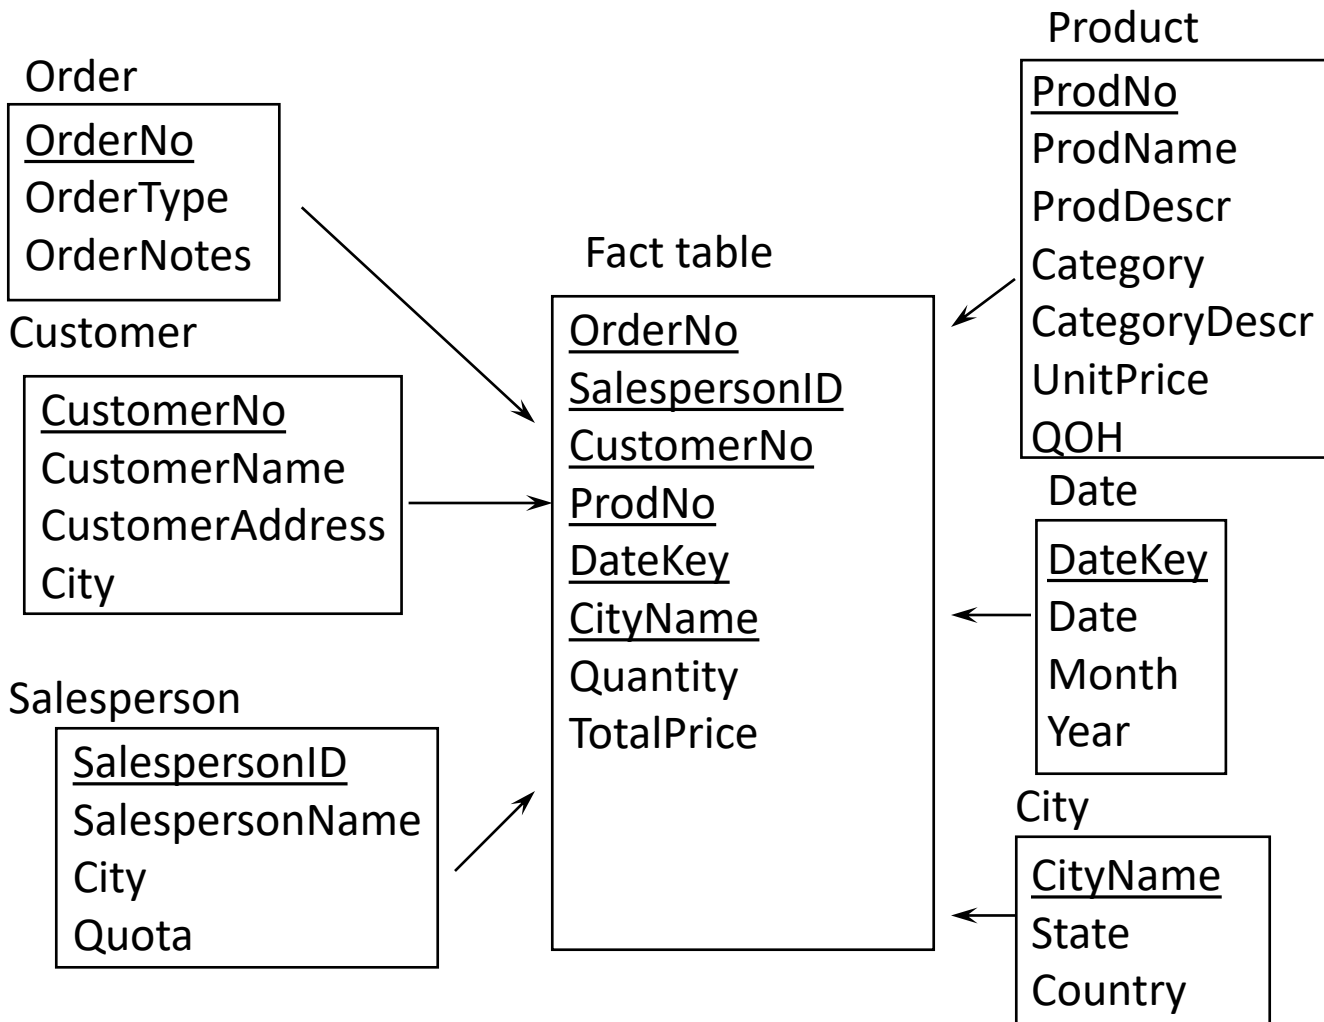 Order
OrderNo
OrderType
OrderNotes
Customer
CustomerNo
CustomerName
CustomerAddress
City
Salesperson
SalespersonID
SalespersonName
City
Quota
Fact table
OrderNo
SalespersonID
CustomerNo
ProdNo
DateKey
CityName
Quantity
TotalPrice
Product
ProdNo
ProdName
ProdDescr
Category
CategoryDescr
UnitPrice
QOH
Date
DateKey
Date
Month
Year
City
CityName
State
Country